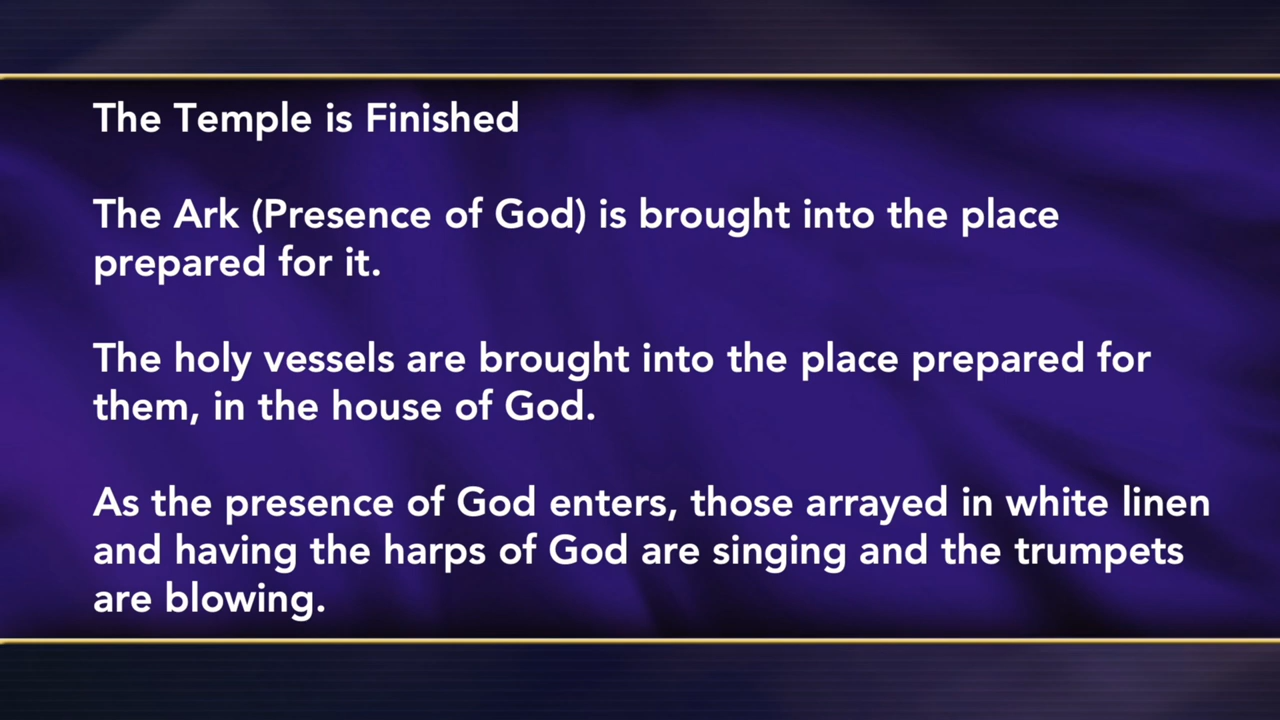 The Temple is Finished
The Ark (Presence of God) is brought into the place
prepared for it.
The holy vessels are brought into the place prepared for
them, in the house of God.
As the presence of God enters, those arrayed in white linen
and having the harps of God are singing and the trumpets
are blowing.